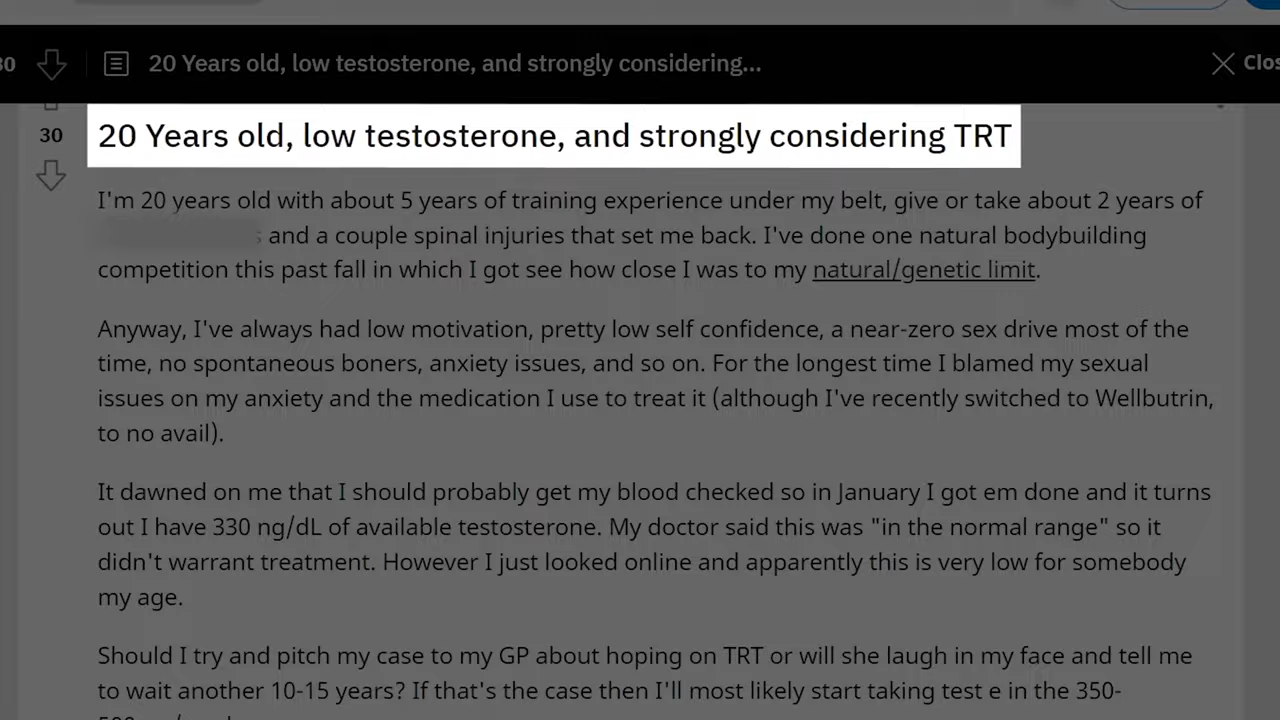 30
20 Years old, low testosterone, and strongly considering...
30
20 Years old, low testosterone, and strongly considering TRT
I'm 20 years old with about 5 years of training experience under my belt, give or take about 2 years of
and a couple spinal injuries that set me back. I've done one natural bodybuilding
competition this past fall in which I got see how close I was to my natural/genetic limit.
Anyway, I've always had low motivation, pretty low self confidence, a near-zero sex drive most of the
time, no spontaneous boners, anxiety issues, and so on. For the longest time I blamed my sexual
issues on my anxiety and the medication I use to treat it (although I've recently switched to Wellbutrin,
to no avail).
It dawned on me that I should probably get my blood checked so in January I got em done and it turns
out I have 330 ng/dL of available testosterone. My doctor said this was "in the normal range" so it
didn't warrant treatment. However I just looked online and apparently this is very low for somebody
my age.
Should I try and pitch my case to my GP about hoping on TRT or will she laugh in my face and tell me
to wait another 10-15 years? If that's the case then I'll most likely start taking test e in the 350-